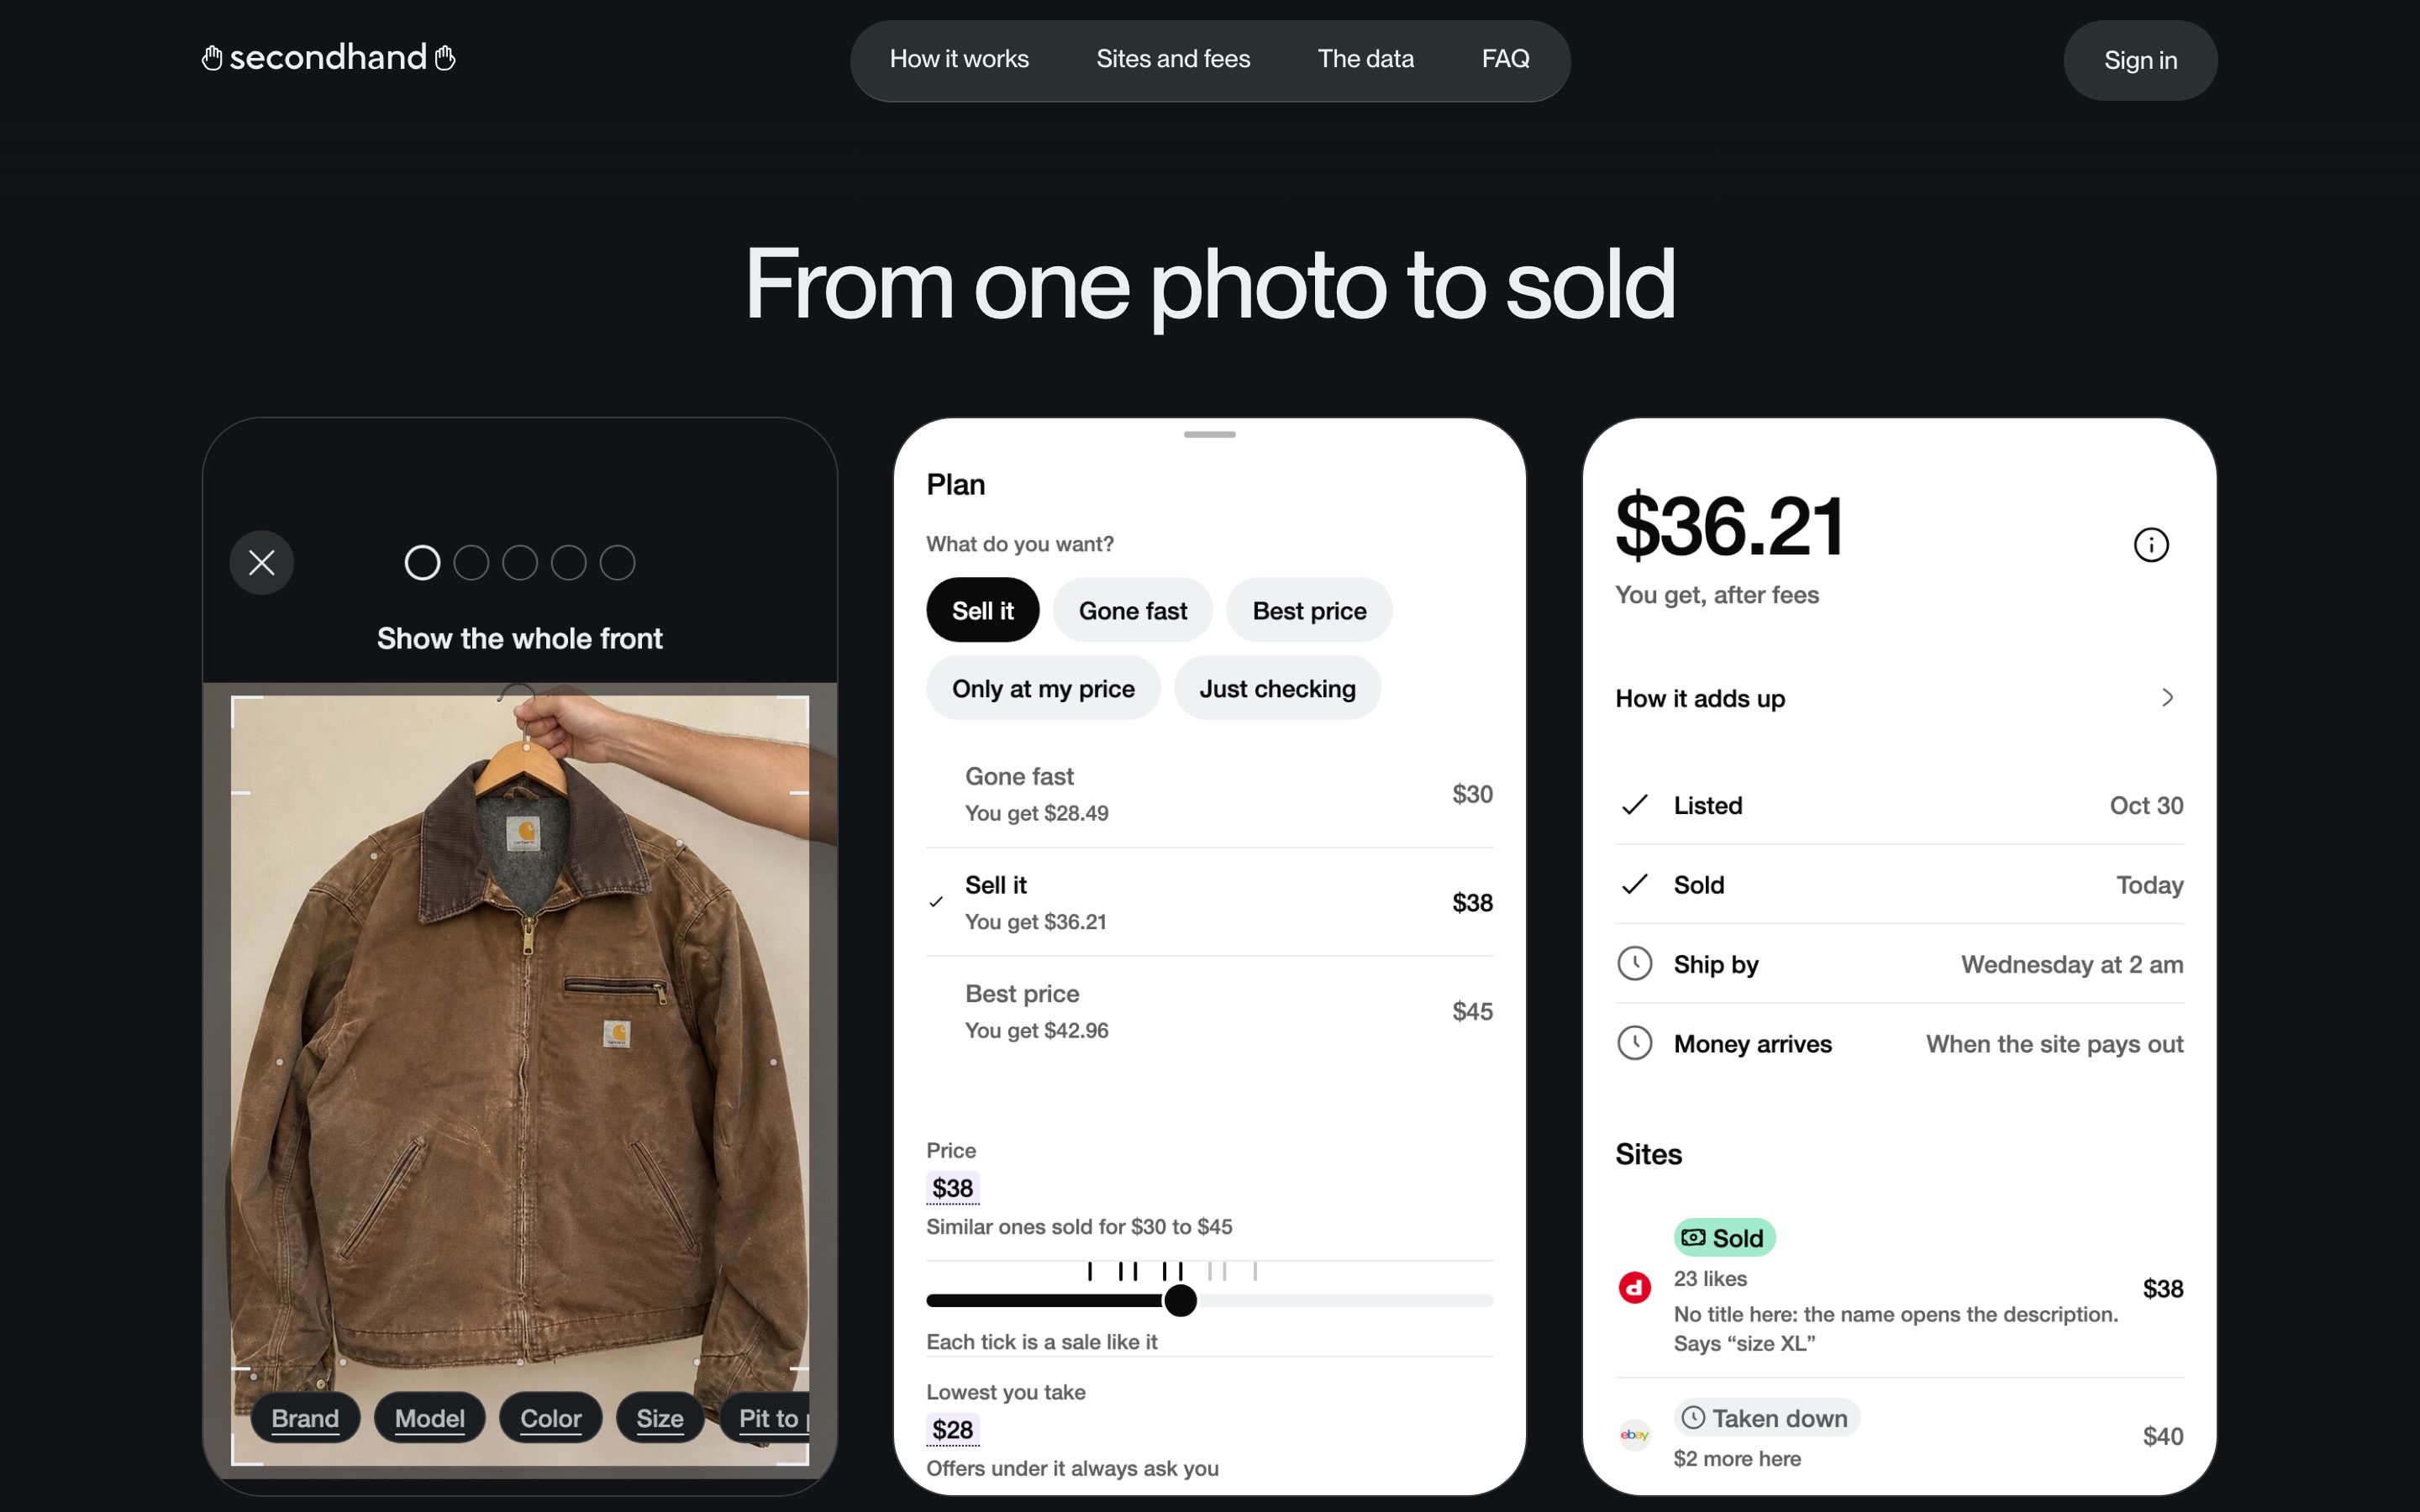 secondhand
How it works
Sites and fees
The data
FAQ
Sign in
From one photo to sold
Show the whole front
Brand
Model
Color
Size
Pit to
Plan
What do you want?
Sell it
Gone fast
Best price
Only at my price
Just checking
Gone fast
$30
You get $28.49
Sell it
$38
You get $36.21
Best price
$45
You get $42.96
Price
$38
Similar ones sold for $30 to $45
Each tick is a sale like it
Lowest you take
$28
Offers under it always ask you
$36.21
You get, after fees
How it adds up
Listed
Oct 30
Sold
Today
Ship by
Wednesday at 2 am
Money arrives
When the site pays out
Sites
Sold
23 likes
$38
No title here: the name opens the description.
Says “size XL”
ebay
Taken down
$40
$2 more here